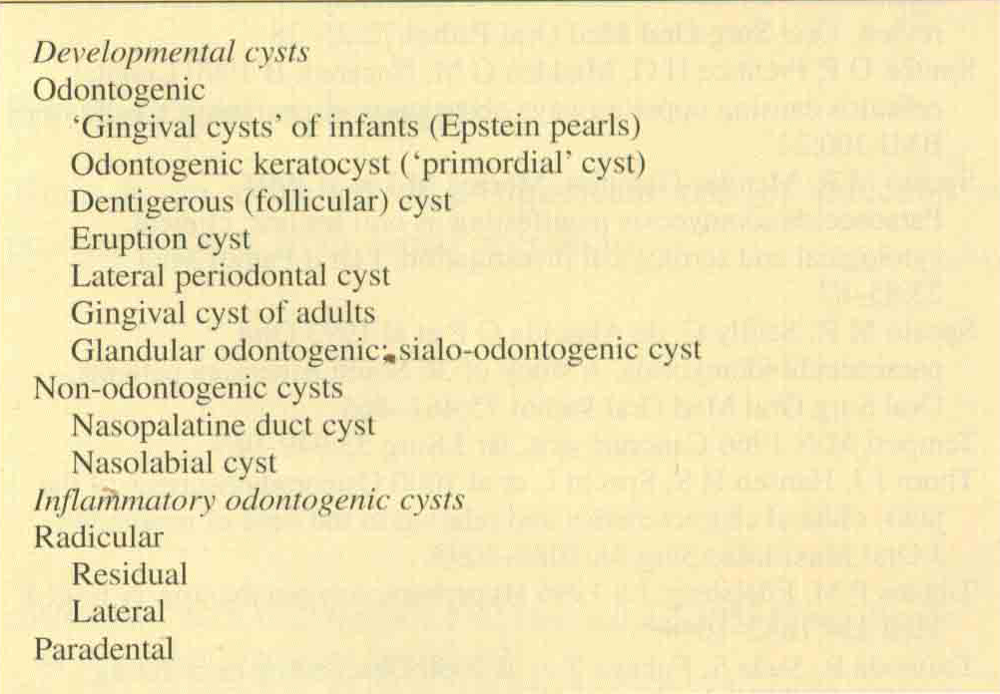 Developmental cysts
Odontogenic
‘Gingival cysts’ of infants (Epstein pearls)
Odontogenic keratocyst (‘primordial’ cyst)
Dentigerous (follicular) cyst
Eruption cyst
Lateral periodontal cyst
Gingival cyst of adults
Glandular odontogenic: sialo-odontogenic cyst
Non-odontogenic cysts
Nasopalatine duct cyst
Nasolabial cyst
Inflammatory odontogenic cysts
Radicular
Residual
Lateral
Paradental